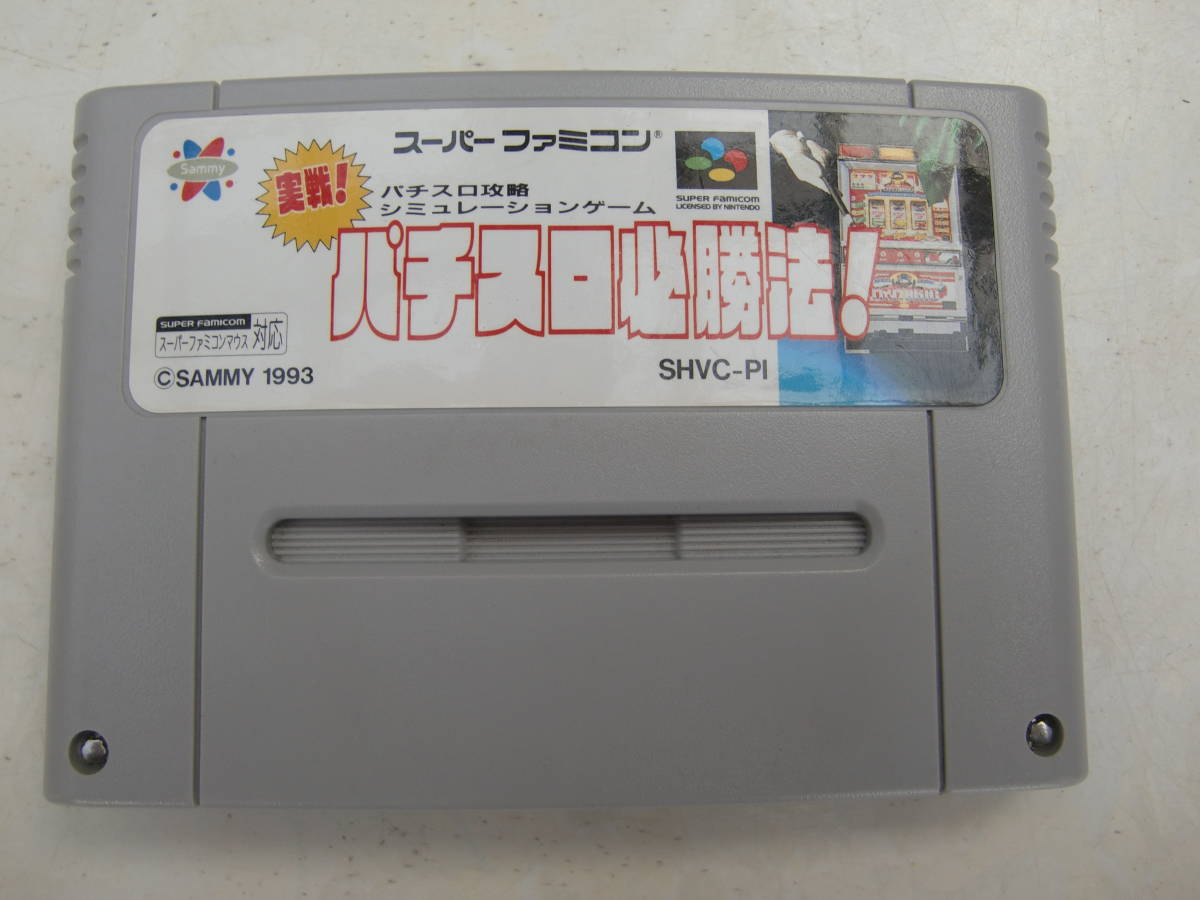 Sammy
スーパーファミコン®
実戦!
パチスロ攻略
シミュレーションゲーム
SUPER FAMICOM
LICENSED BY NINTENDO
パチスロ必勝法!
SUPER FAMICOM
スーパーファミコンマウス 対応
©SAMMY 1993
SHVC-PI